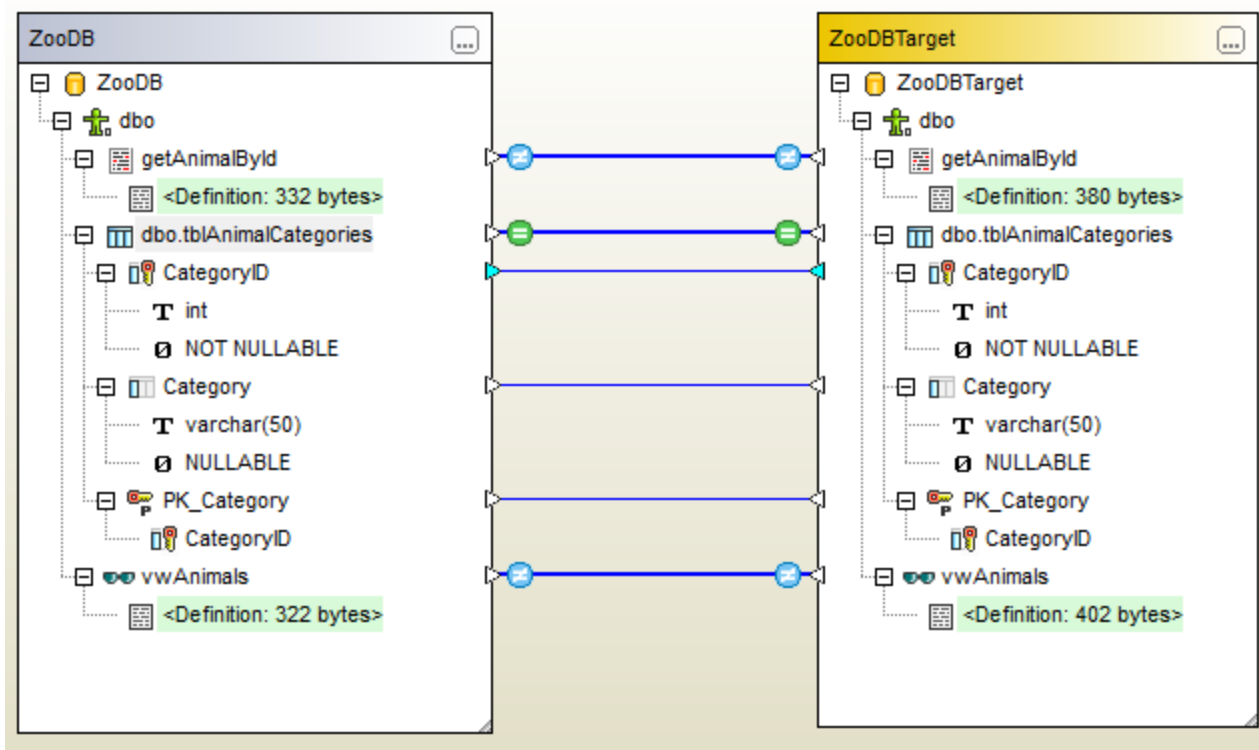 ZooDB
...
ZooDB
dbo
getAnimalById
<Definition: 332 bytes>
dbo.tblAnimalCategories
CategoryID
T int
Ø NOT NULLABLE
Category
T varchar(50)
Ø NULLABLE
P PK_Category
CategoryID
vwAnimals
<Definition: 322 bytes>
≠ ≠
= =
≠ ≠
ZooDBTarget
...
ZooDBTarget
dbo
getAnimalById
<Definition: 380 bytes>
dbo.tblAnimalCategories
CategoryID
T int
Ø NOT NULLABLE
Category
T varchar(50)
Ø NULLABLE
P PK_Category
CategoryID
vwAnimals
<Definition: 402 bytes>